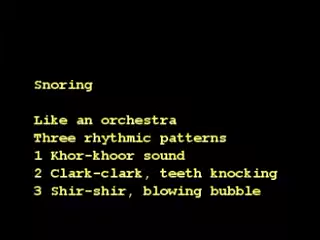 Snoring
Like an orchestra
Three rhythmic patterns
1 Khor-khoor sound
2 Clark-clark, teeth knocking
3 Shir-shir, blowing bubble